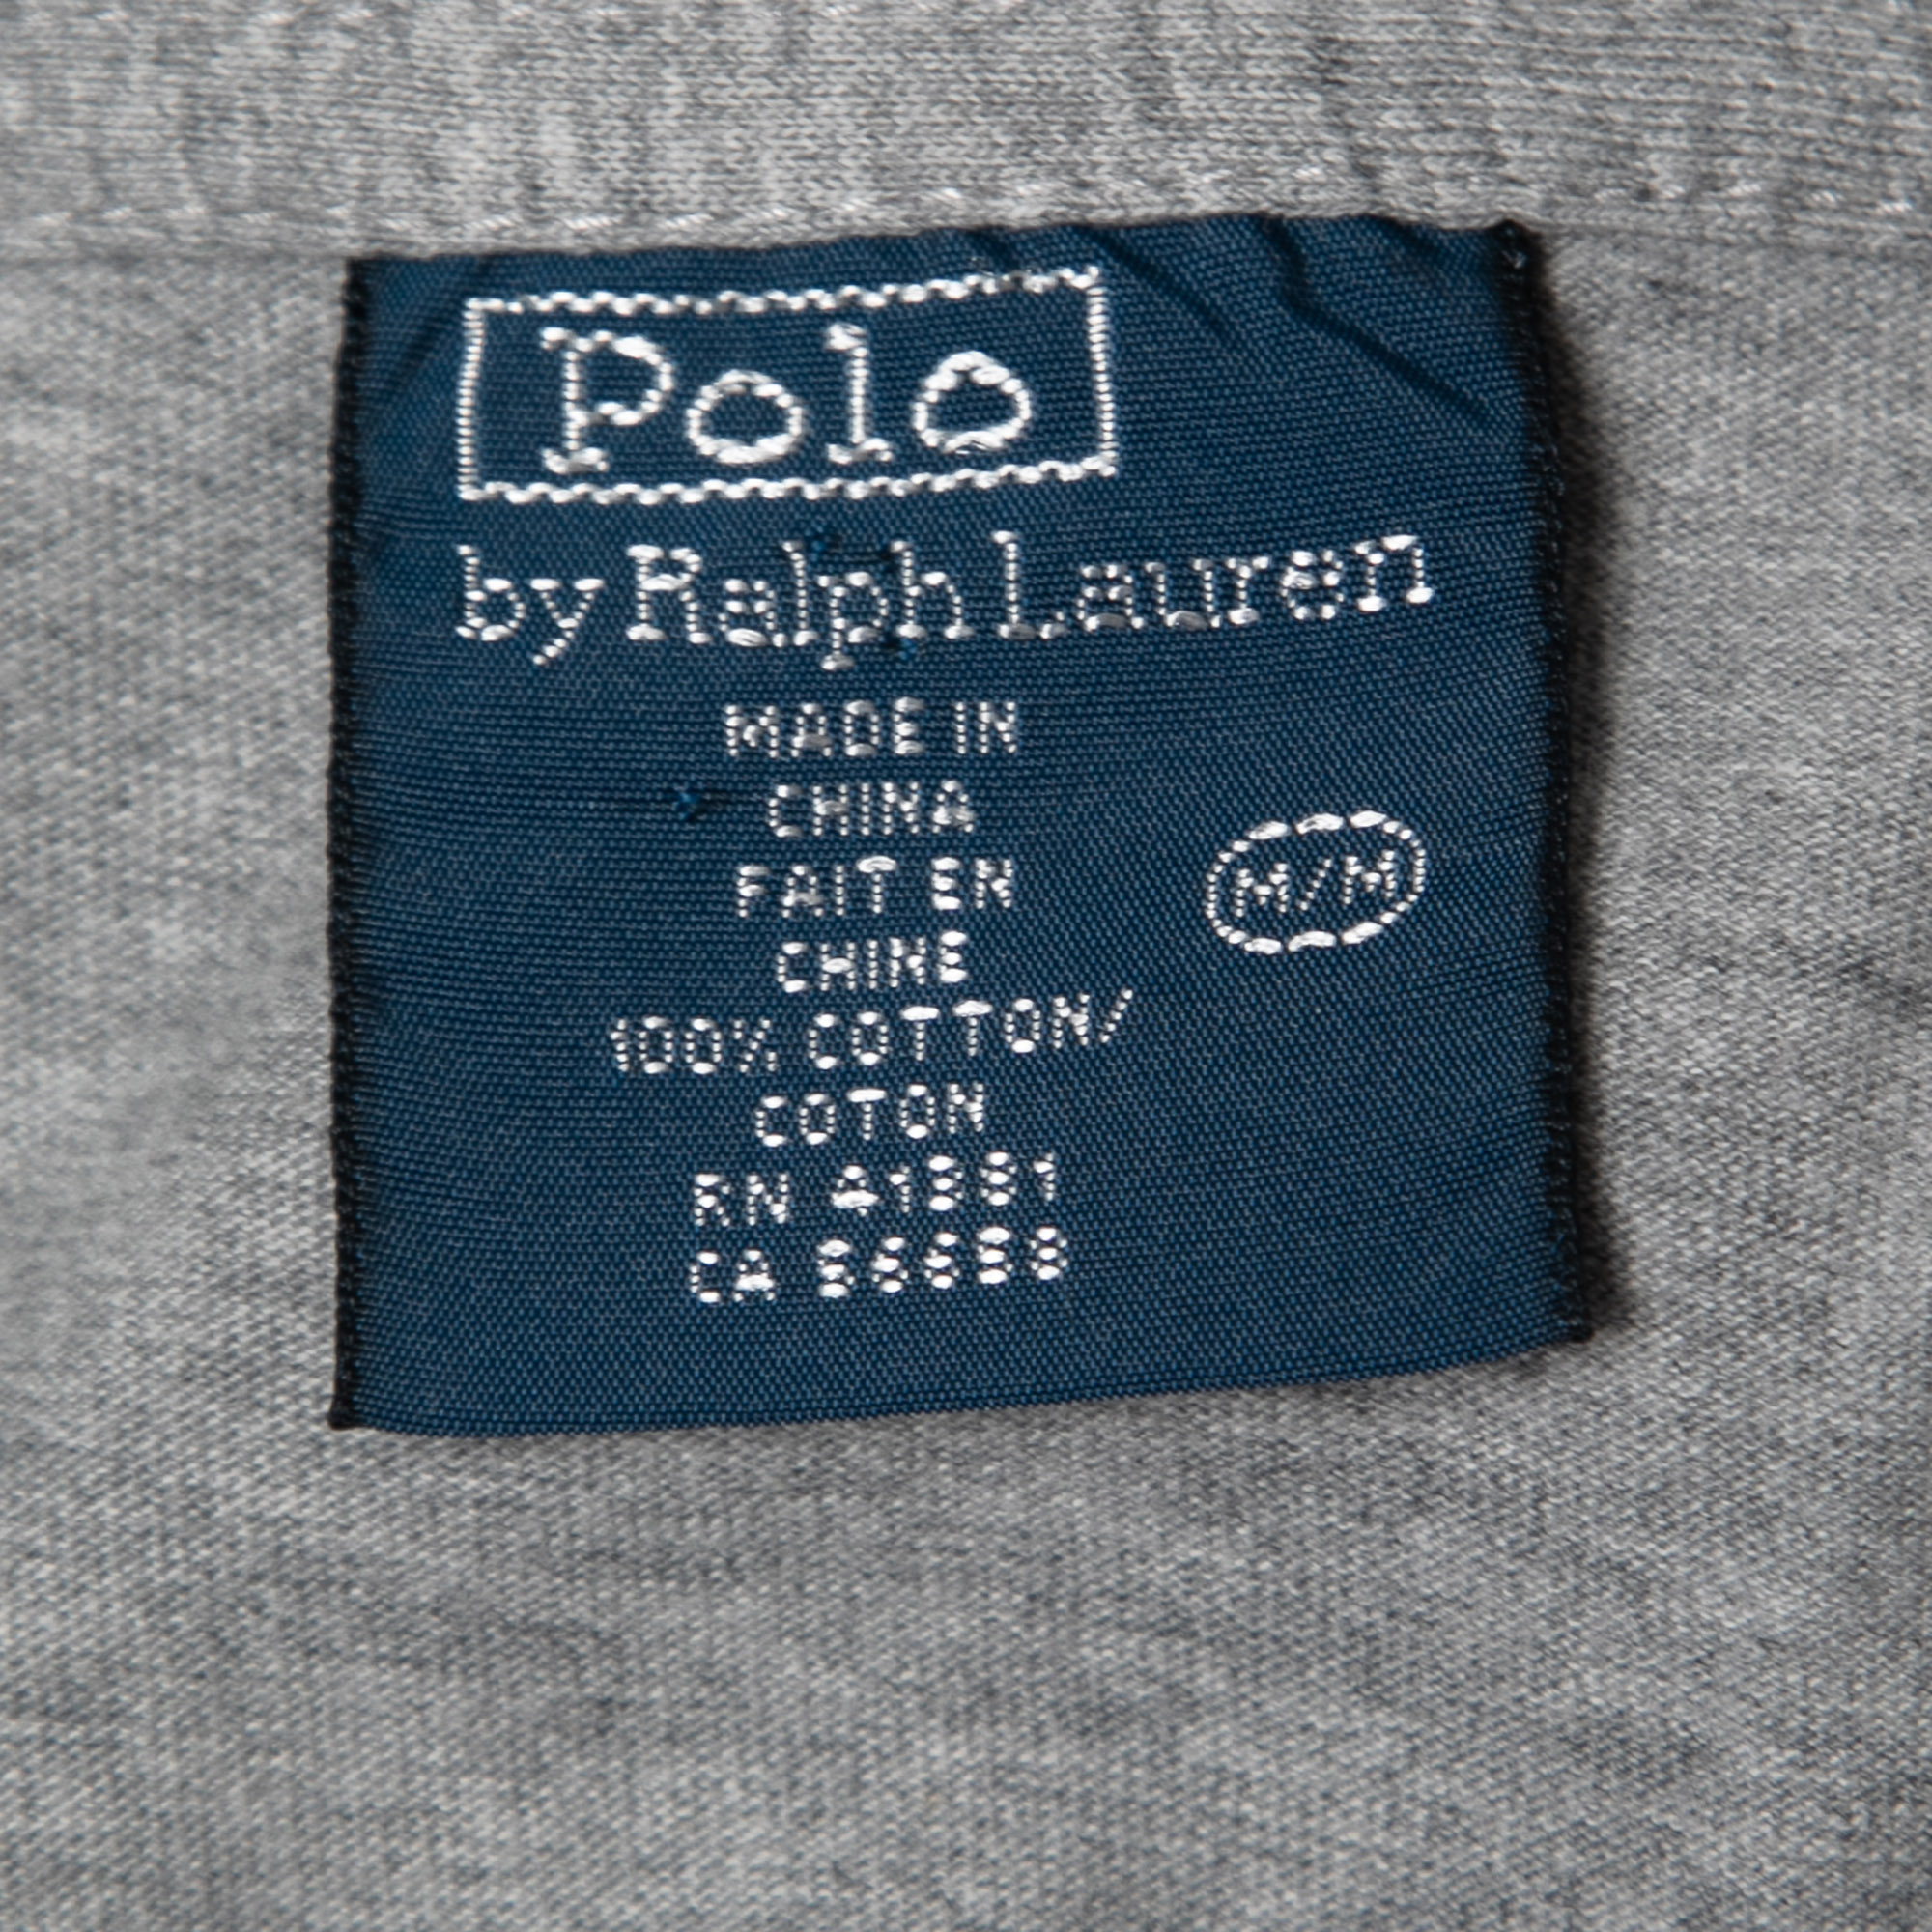 Polo
by Ralph Lauren
MADE IN
CHINA
FAIT EN
CHINE
M/M
100% COTTON/
COTON
RN 41381
CA 56658